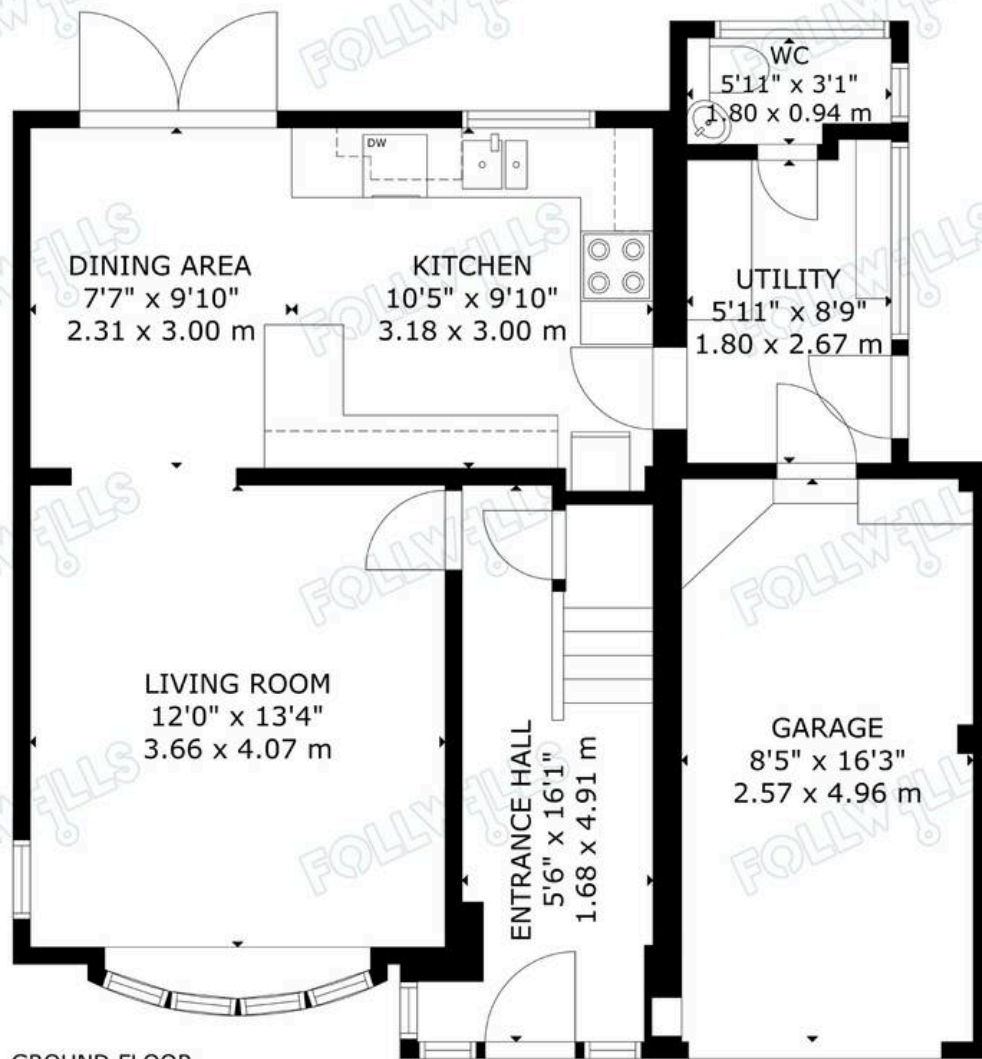 WC
5'11" x 3'1"
1.80 x 0.94 m
DW
DINING AREA
7'7" x 9'10"
2.31 x 3.00 m
KITCHEN
10'5" x 9'10"
3.18 x 3.00 m
UTILITY
5'11" x 8'9"
1.80 x 2.67 m
LIVING ROOM
12'0" x 13'4"
3.66 x 4.07 m
ENTRANCE HALL
5'6" x 16'1"
1.68 x 4.91 m
GARAGE
8'5" x 16'3"
2.57 x 4.96 m
GROUND FLOOR
FOLLWELLS